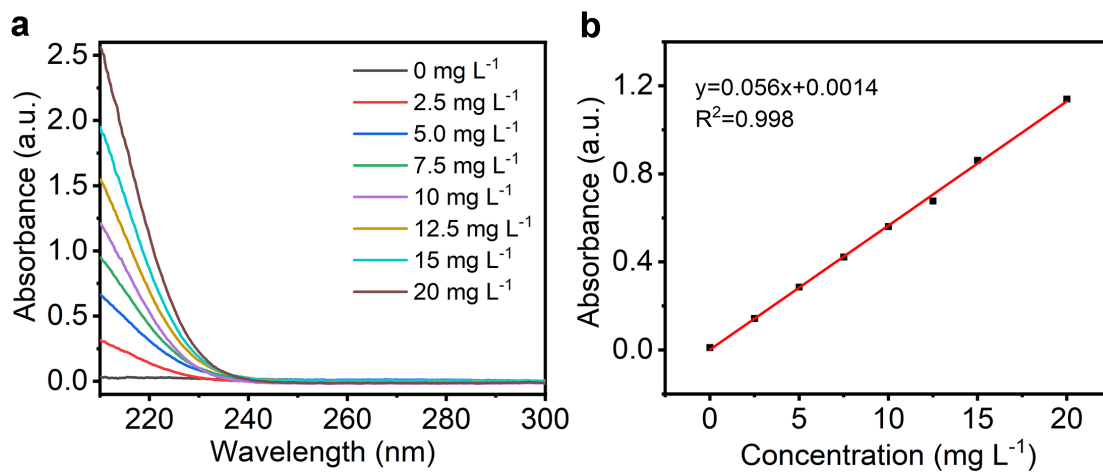 a
2.5
2.0
1.5
1.0
0.5
0.0
Absorbance (a.u.)
0 mg L⁻¹
2.5 mg L⁻¹
5.0 mg L⁻¹
7.5 mg L⁻¹
10 mg L⁻¹
12.5 mg L⁻¹
15 mg L⁻¹
20 mg L⁻¹
220 240 260 280 300
Wavelength (nm)
b
1.2
0.8
0.4
0.0
Absorbance (a.u.)
y=0.056x+0.0014
R²=0.998
0 5 10 15 20
Concentration (mg L⁻¹)